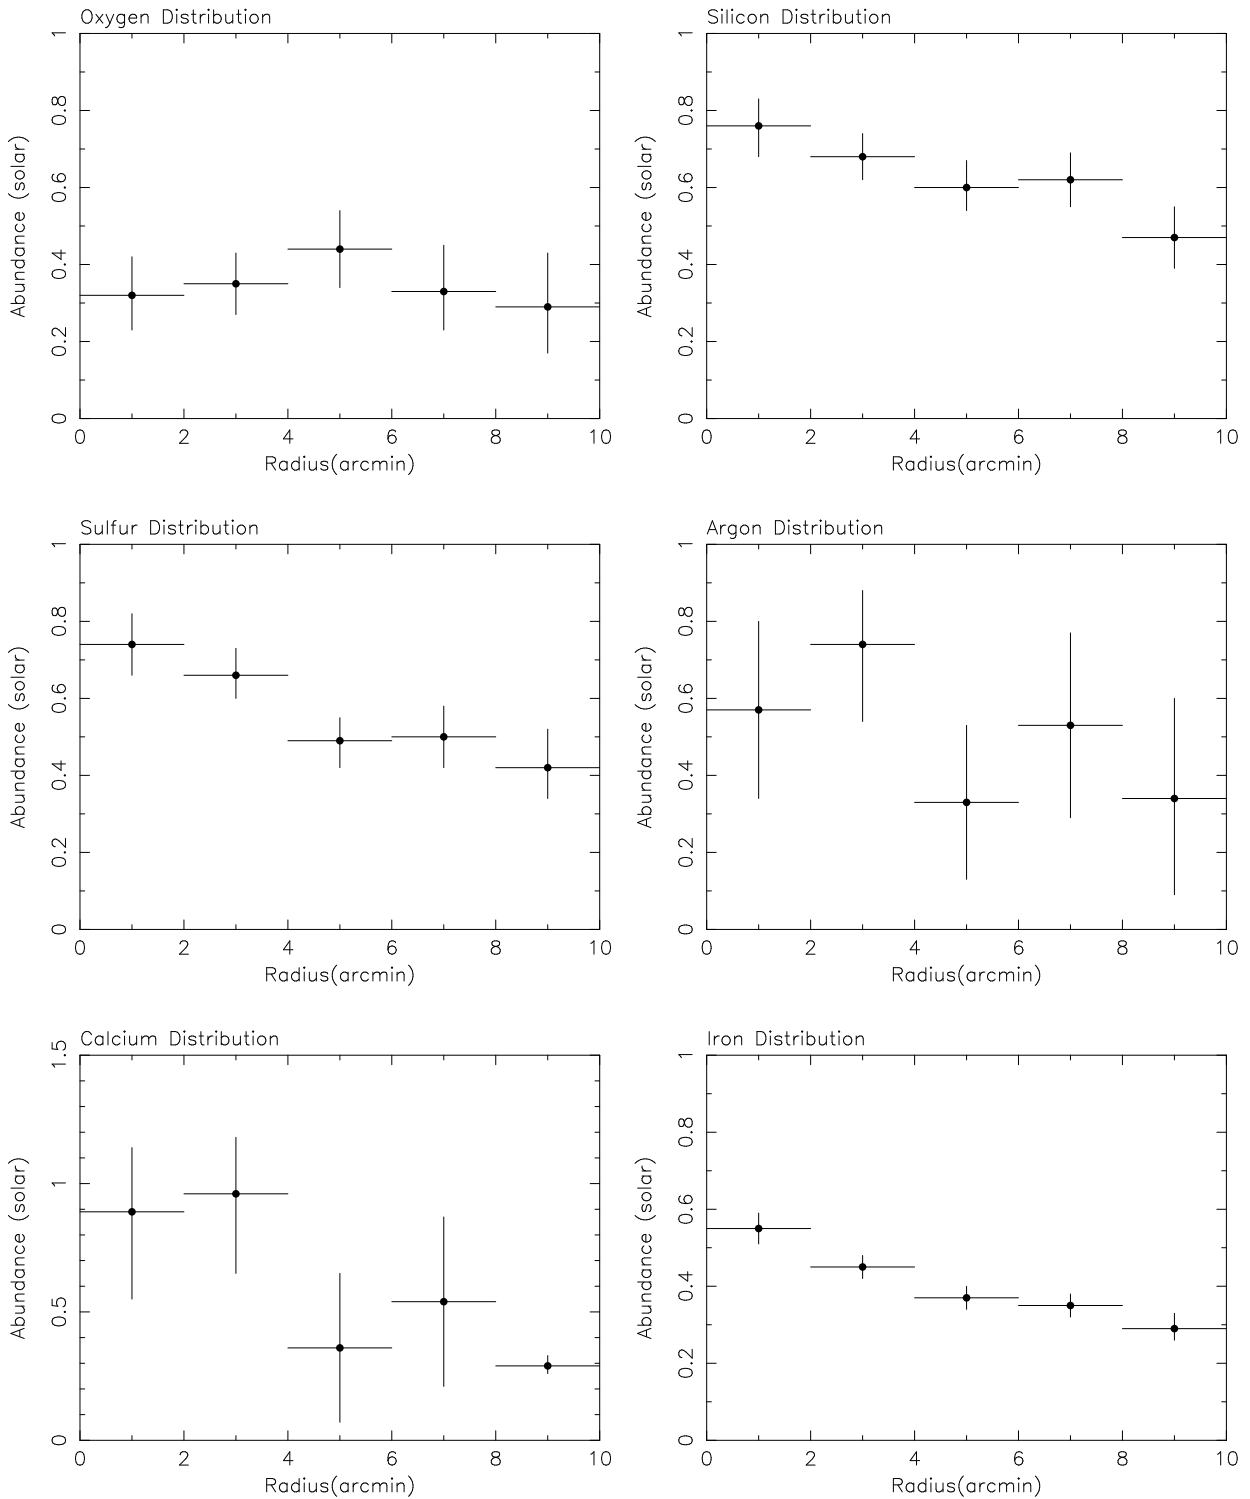 Oxygen Distribution
Abundance (solar)
1
0.8
0.6
0.4
0.2
0
0 2 4 6 8 10
Radius(arcmin)
Silicon Distribution
Abundance (solar)
1
0.8
0.6
0.4
0.2
0
0 2 4 6 8 10
Radius(arcmin)
Sulfur Distribution
Abundance (solar)
1
0.8
0.6
0.4
0.2
0
0 2 4 6 8 10
Radius(arcmin)
Argon Distribution
Abundance (solar)
1
0.8
0.6
0.4
0.2
0
0 2 4 6 8 10
Radius(arcmin)
Calcium Distribution
Abundance (solar)
1.5
1
0.5
0
0 2 4 6 8 10
Radius(arcmin)
Iron Distribution
Abundance (solar)
1
0.8
0.6
0.4
0.2
0
0 2 4 6 8 10
Radius(arcmin)